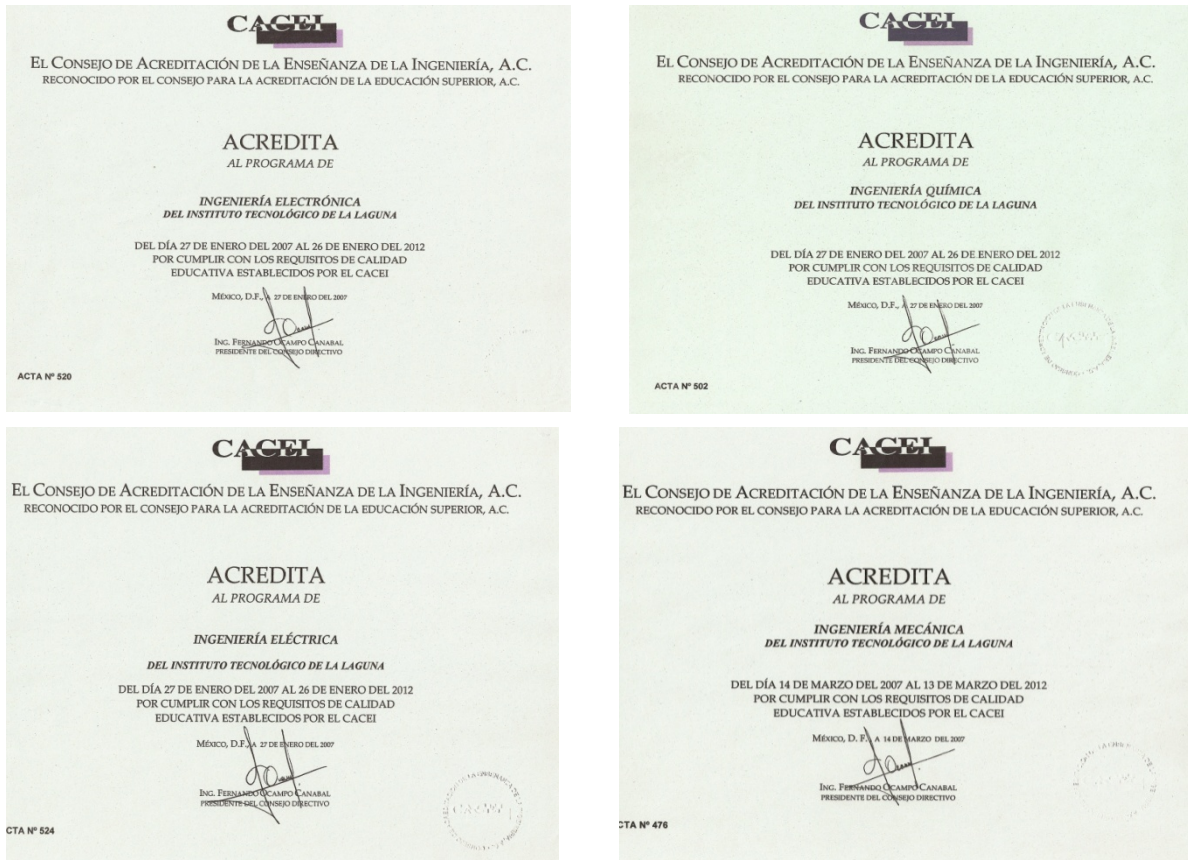 CACEI
EL CONSEJO DE ACREDITACIÓN DE LA ENSEÑANZA DE LA INGENIERÍA, A.C.
RECONOCIDO POR EL CONSEJO PARA LA ACREDITACIÓN DE LA EDUCACIÓN SUPERIOR, A.C.
ACREDITA
AL PROGRAMA DE
INGENIERÍA ELECTRÓNICA
DEL INSTITUTO TECNOLÓGICO DE LA LAGUNA
DEL DÍA 27 DE ENERO DEL 2007 AL 26 DE ENERO DEL 2012
POR CUMPLIR CON LOS REQUISITOS DE CALIDAD
EDUCATIVA ESTABLECIDOS POR EL CACEI
MÉXICO, D.F., A 27 DE ENERO DEL 2007
ING. FERNANDO OCAMPO CANABAL
PRESIDENTE DEL CONSEJO DIRECTIVO
ACTA Nº 520
CACEI
EL CONSEJO DE ACREDITACIÓN DE LA ENSEÑANZA DE LA INGENIERÍA, A.C.
RECONOCIDO POR EL CONSEJO PARA LA ACREDITACIÓN DE LA EDUCACIÓN SUPERIOR, A.C.
ACREDITA
AL PROGRAMA DE
INGENIERÍA QUÍMICA
DEL INSTITUTO TECNOLÓGICO DE LA LAGUNA
DEL DÍA 27 DE ENERO DEL 2007 AL 26 DE ENERO DEL 2012
POR CUMPLIR CON LOS REQUISITOS DE CALIDAD
EDUCATIVA ESTABLECIDOS POR EL CACEI
MÉXICO, D.F., A 27 DE ENERO DEL 2007
ING. FERNANDO OCAMPO CANABAL
PRESIDENTE DEL CONSEJO DIRECTIVO
ACTA Nº 502
CACEI
EL CONSEJO DE ACREDITACIÓN DE LA ENSEÑANZA DE LA INGENIERÍA, A.C.
RECONOCIDO POR EL CONSEJO PARA LA ACREDITACIÓN DE LA EDUCACIÓN SUPERIOR, A.C.
ACREDITA
AL PROGRAMA DE
INGENIERÍA ELÉCTRICA
DEL INSTITUTO TECNOLÓGICO DE LA LAGUNA
DEL DÍA 27 DE ENERO DEL 2007 AL 26 DE ENERO DEL 2012
POR CUMPLIR CON LOS REQUISITOS DE CALIDAD
EDUCATIVA ESTABLECIDOS POR EL CACEI
MÉXICO, D.F., A 27 DE ENERO DEL 2007
ING. FERNANDO OCAMPO CANABAL
PRESIDENTE DEL CONSEJO DIRECTIVO
CTA Nº 524
CACEI
EL CONSEJO DE ACREDITACIÓN DE LA ENSEÑANZA DE LA INGENIERÍA, A.C.
RECONOCIDO POR EL CONSEJO PARA LA ACREDITACIÓN DE LA EDUCACIÓN SUPERIOR, A.C.
ACREDITA
AL PROGRAMA DE
INGENIERÍA MECÁNICA
DEL INSTITUTO TECNOLÓGICO DE LA LAGUNA
DEL DÍA 14 DE MARZO DEL 2007 AL 13 DE MARZO DEL 2012
POR CUMPLIR CON LOS REQUISITOS DE CALIDAD
EDUCATIVA ESTABLECIDOS POR EL CACEI
MÉXICO, D. F., A 14 DE MARZO DEL 2007
ING. FERNANDO OCAMPO CANABAL
PRESIDENTE DEL CONSEJO DIRECTIVO
CTA Nº 476